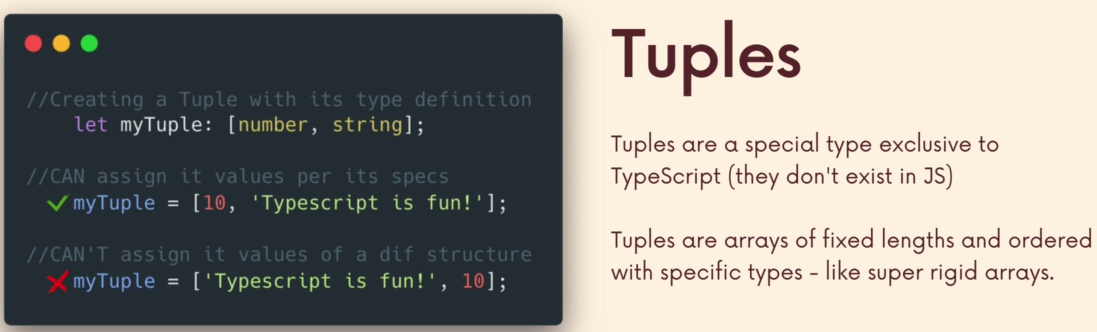 //Creating a Tuple with its type definition
let myTuple: [number, string];
//CAN assign it values per its specs
myTuple = [10, 'Typescript is fun!'];
//CAN'T assign it values of a dif structure
myTuple = ['Typescript is fun!', 10];
Tuples
Tuples are a special type exclusive to
TypeScript (they don't exist in JS)
Tuples are arrays of fixed lengths and ordered
with specific types - like super rigid arrays.